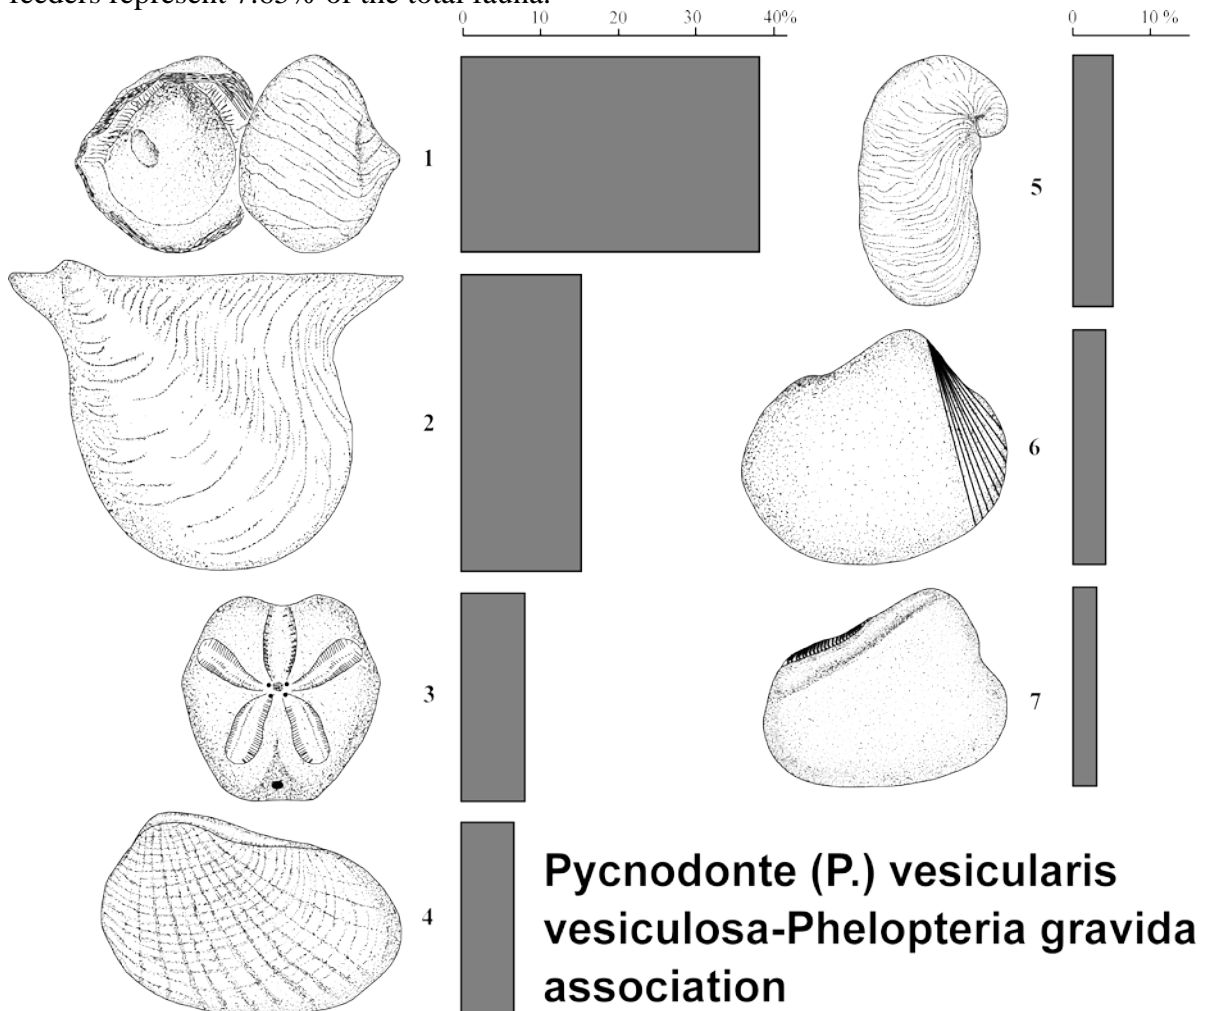 feeders represent 7.83% of the total fauna.
0 10 20 30 40%
0 10 %
1
5
2
6
3
7
4
Pycnodonte (P.) vesicularis
vesiculosa-Phelopteria gravida
association